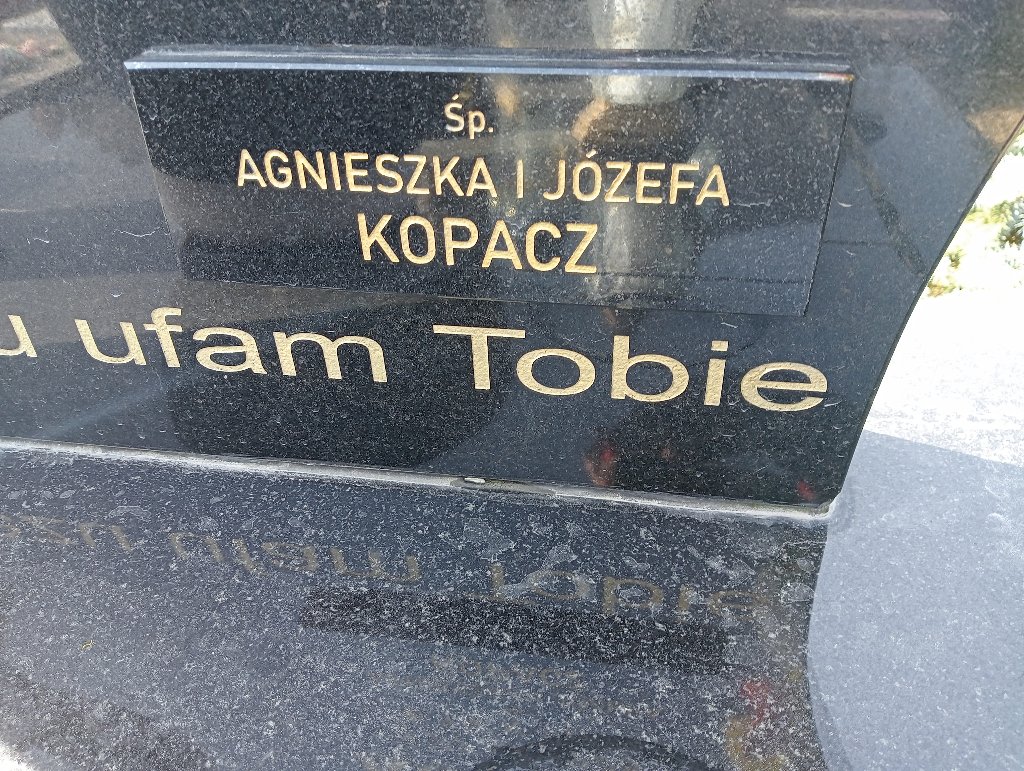 Śp.
AGNIESZKA I JÓZEFA
KOPACZ
u ufam Tobie